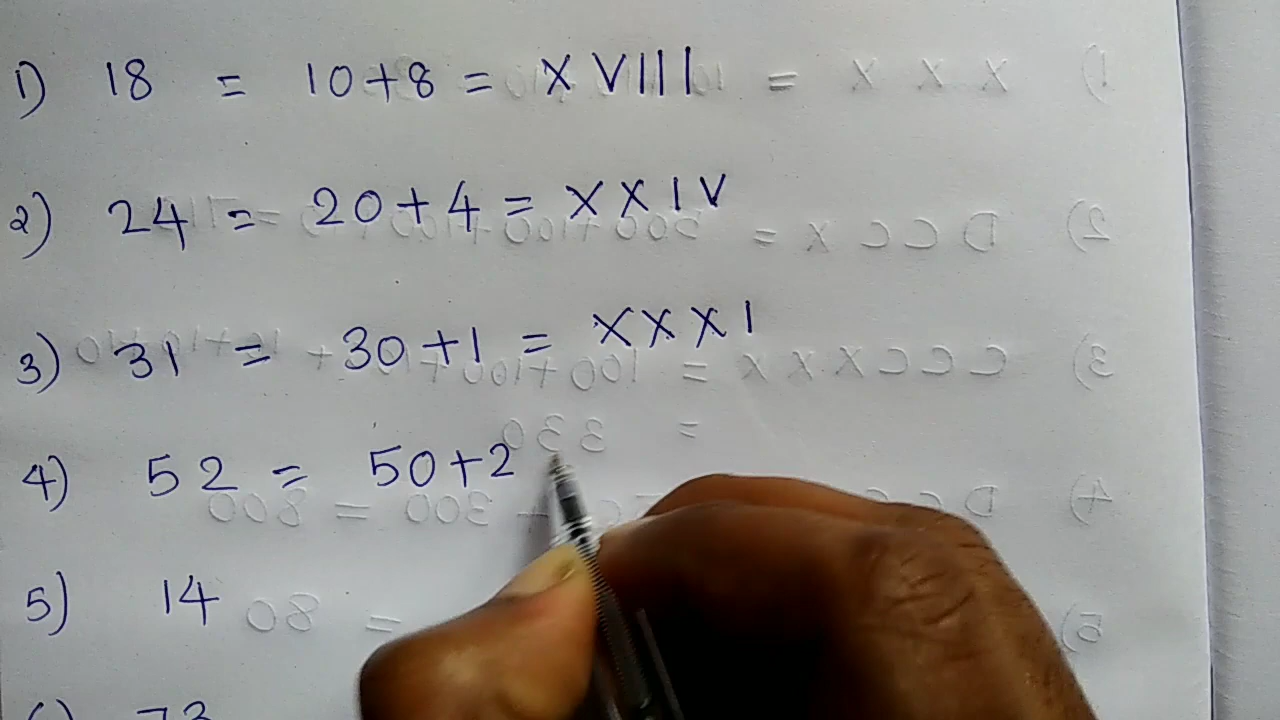 1) 18 = 10+8 = XVIII
2) 24 = 20+4 = XXIV
3) 31 = 30+1 = XXXI
4) 52 = 50+2
5) 14
73